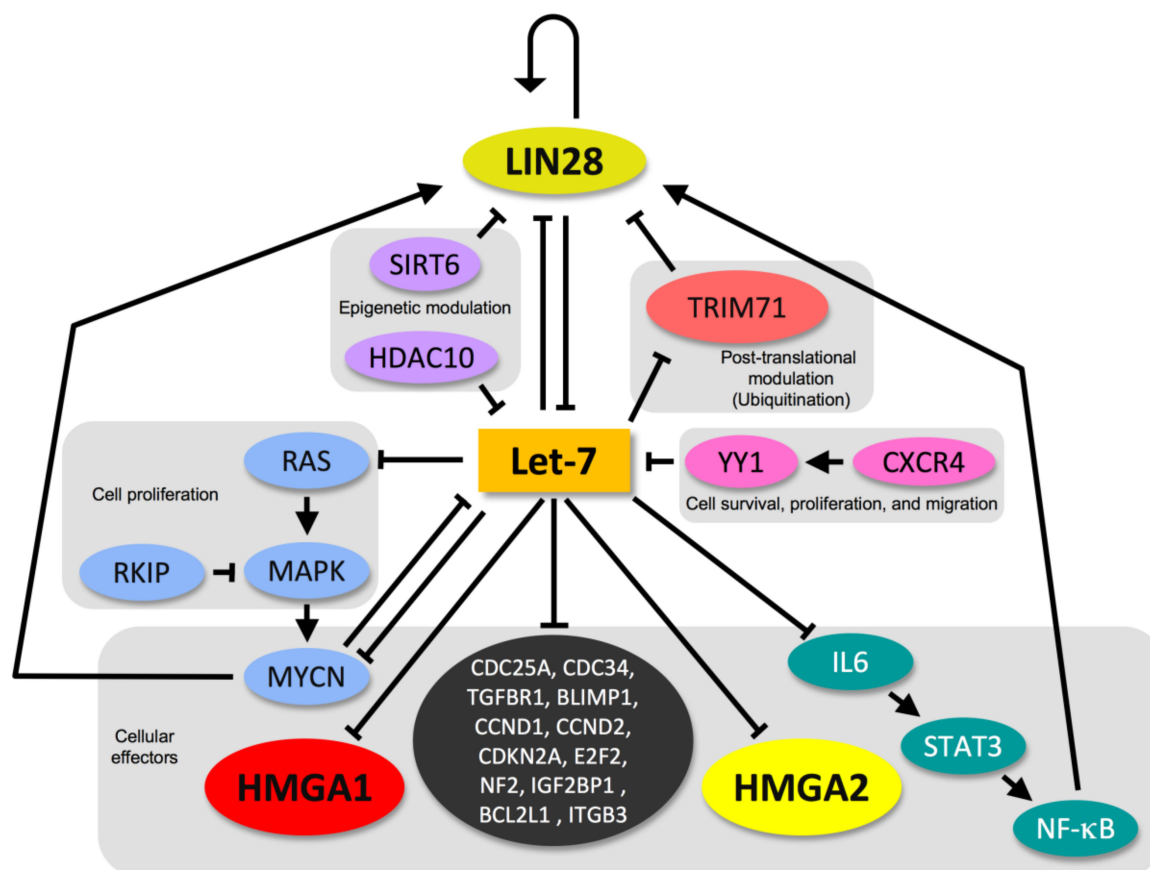 LIN28
SIRT6
Epigenetic modulation
HDAC10
TRIM71
Post-translational
modulation
(Ubiquitination)
RAS
Cell proliferation
RKIP
MAPK
Let-7
YY1
CXCR4
Cell survival, proliferation, and migration
MYCN
Cellular
effectors
HMGA1
CDC25A, CDC34,
TGFBR1, BLIMP1,
CCND1, CCND2,
CDKN2A, E2F2,
NF2, IGF2BP1 ,
BCL2L1 , ITGB3
HMGA2
IL6
STAT3
NF-κB